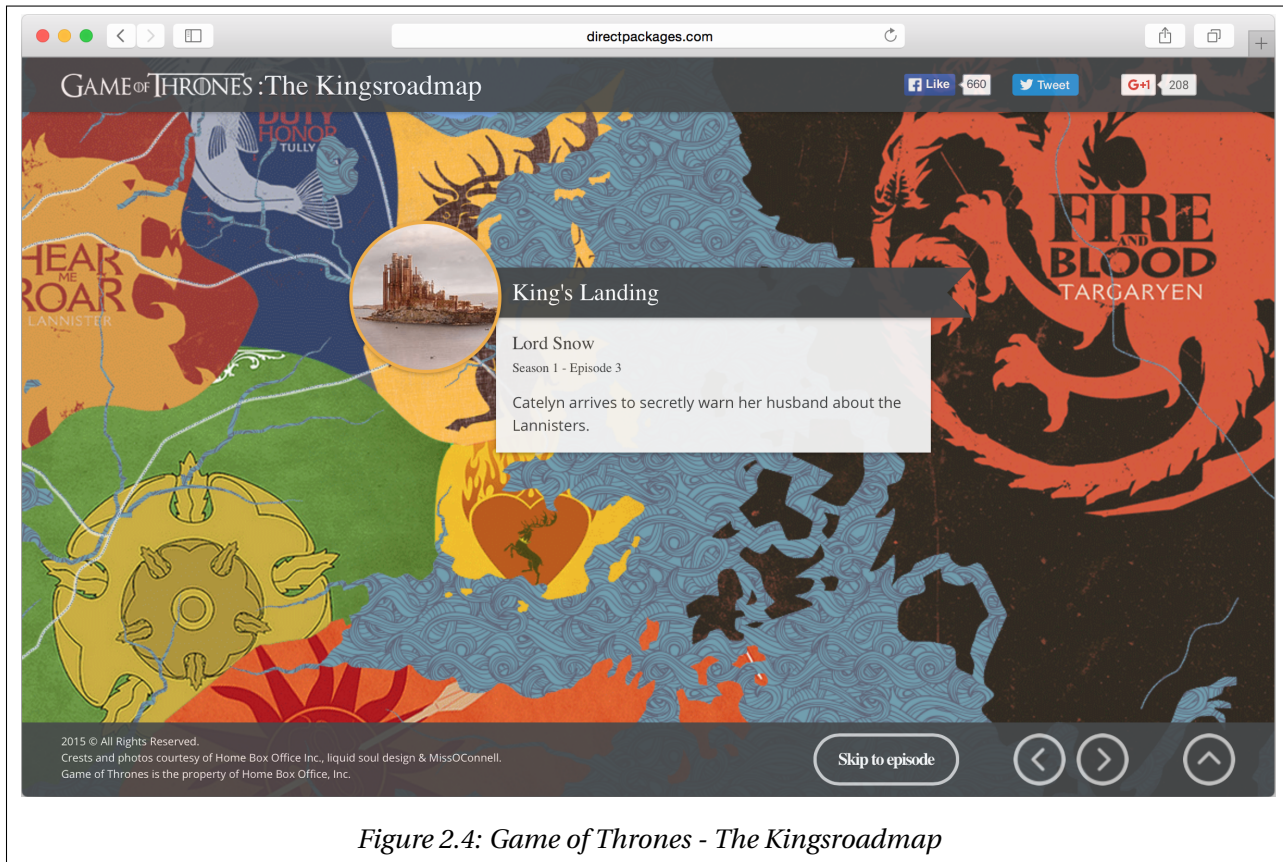 directpackages.com
GAME OF THRONES :The Kingsroadmap
Like 660
Tweet
G+1 208
DUTY
HONOR
TULLY
HEAR
ME
ROAR
LANNISTER
FIRE
AND
BLOOD
TARGARYEN
King's Landing
Lord Snow
Season 1 - Episode 3
Catelyn arrives to secretly warn her husband about the
Lannisters.
2015 © All Rights Reserved.
Crests and photos courtesy of Home Box Office Inc., liquid soul design & MissOConnell.
Game of Thrones is the property of Home Box Office, Inc.
Skip to episode
Figure 2.4: Game of Thrones - The Kingsroadmap